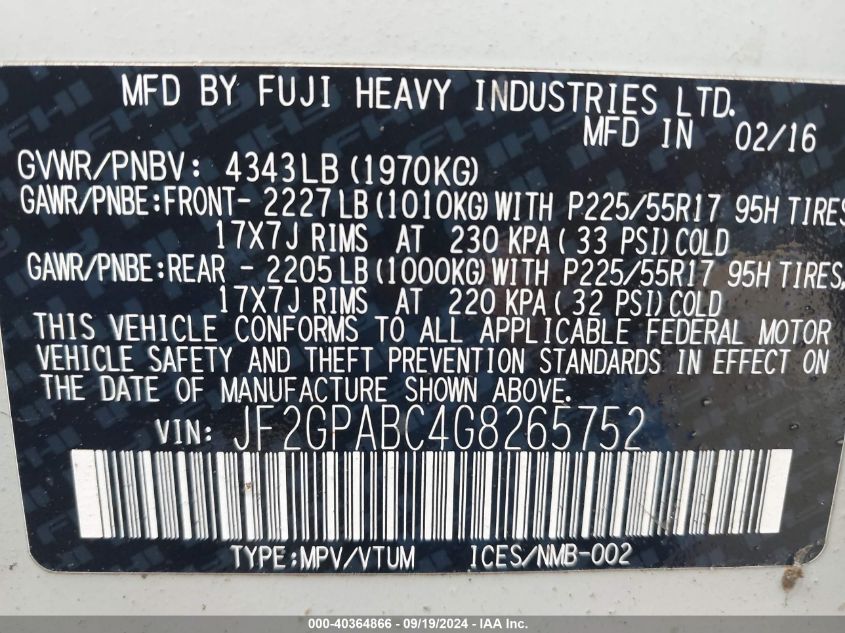 MFD BY FUJI HEAVY INDUSTRIES LTD.
MFD IN 02/16
GVWR/PNBV: 4343LB (1970KG)
GAWR/PNBE:FRONT- 2227LB (1010KG) WITH P225/55R17 95H TIRES
17X7J RIMS AT 230 KPA( 33 PSI) COLD
GAWR/PNBE:REAR - 2205LB (1000KG) WITH P225/55R17 95H TIRES,
17X7J RIMS AT 220 KPA( 32 PSI) COLD
THIS VEHICLE CONFORMS TO ALL APPLICABLE FEDERAL MOTOR
VEHICLE SAFETY AND THEFT PREVENTION STANDARDS IN EFFECT ON
THE DATE OF MANUFACTURE SHOWN ABOVE.
VIN: JF2GPABC4G8265752
TYPE:MPV/VTUM ICES/NMB-002
000-40364866 - 09/19/2024 - IAA Inc.